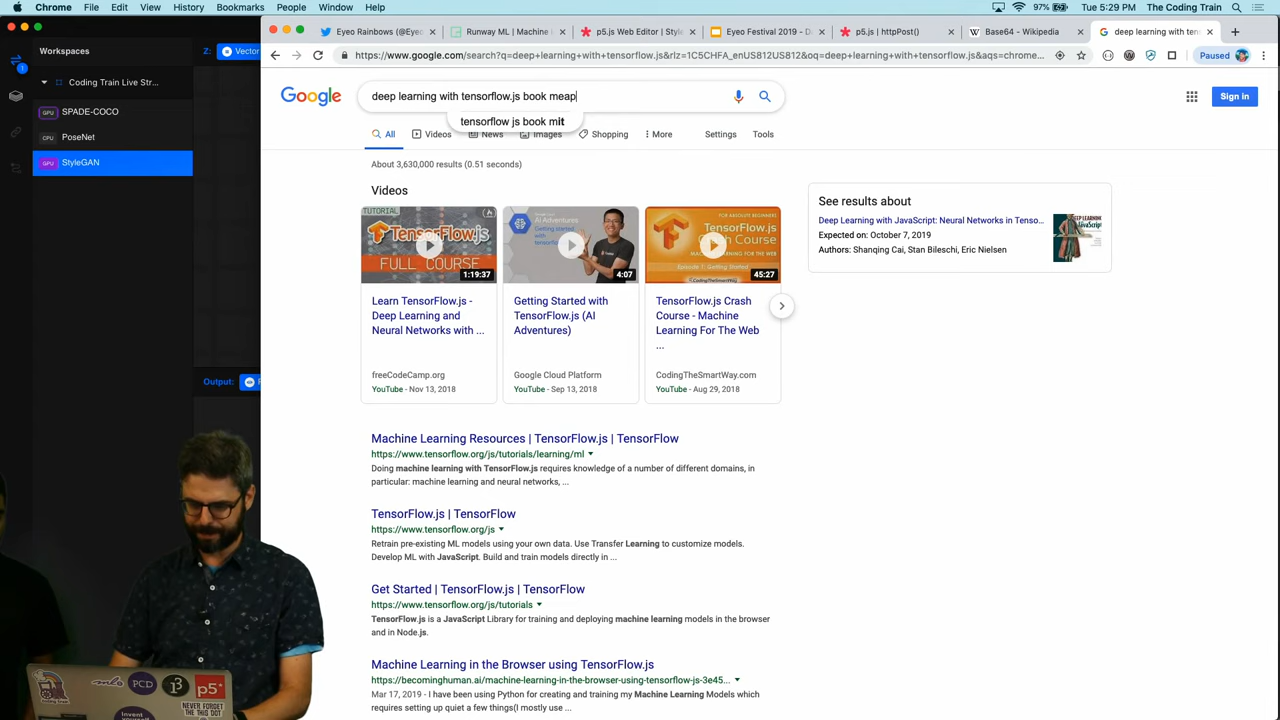 Chrome File Edit View History Bookmarks People Window Help
97% Tue 5:29 PM The Coding Train
Eyeo Rainbows (@Eyeo
Runway ML | Machine L
p5.js Web Editor | Style
Eyeo Festival 2019 - Da
p5.js | httpPost()
Base64 - Wikipedia
deep learning with tens
https://www.google.com/search?q=deep+learning+with+tensorflow.js&rlz=1C5CHFA_enUS812US812&oq=deep+learning+with+tensorflow.js&aqs=chrome...
Paused
Workspaces
Coding Train Live Str...
GPU SPADE-COCO
CPU PoseNet
GPU StyleGAN
1
Z: Vector
Output:
Google
deep learning with tensorflow.js book meap
Sign in
tensorflow js book mit
All Videos News Images Shopping More Settings Tools
About 3,630,000 results (0.51 seconds)
Videos
TUTORIAL
TensorFlow.js
FULL COURSE
1:19:37
Learn TensorFlow.js -
Deep Learning and
Neural Networks with ...
freeCodeCamp.org
YouTube - Nov 13, 2018
AI Adventures
4:07
Getting Started with
TensorFlow.js (AI
Adventures)
Google Cloud Platform
YouTube - Sep 13, 2018
FOR ABSOLUTE BEGINNERS
TensorFlow.js
Crash Course
45:27
TensorFlow.js Crash
Course - Machine
Learning For The Web
...
CodingTheSmartWay.com
YouTube - Aug 29, 2018
See results about
Deep Learning with JavaScript: Neural Networks in Tenso...
Expected on: October 7, 2019
Authors: Shanqing Cai, Stan Bileschi, Eric Nielsen
Machine Learning Resources | TensorFlow.js | TensorFlow
https://www.tensorflow.org/js/tutorials/learning/ml
Doing machine learning with TensorFlow.js requires knowledge of a number of different domains, in
particular: machine learning and neural networks, ...
TensorFlow.js | TensorFlow
https://www.tensorflow.org/js
Retrain pre-existing ML models using your own data. Use Transfer Learning to customize models.
Develop ML with JavaScript. Build and train models directly in ...
Get Started | TensorFlow.js | TensorFlow
https://www.tensorflow.org/js/tutorials
TensorFlow.js is a JavaScript Library for training and deploying machine learning models in the browser
and in Node.js.
Machine Learning in the Browser using TensorFlow.js
https://becominghuman.ai/machine-learning-in-the-browser-using-tensorflow-js-3e45...
Mar 17, 2019 - I have been using Python for creating and training my Machine Learning Models which
requires setting up quiet a few things(I mostly use ...
PCD
p5*
NEVER FORGET
THE THIS DOT